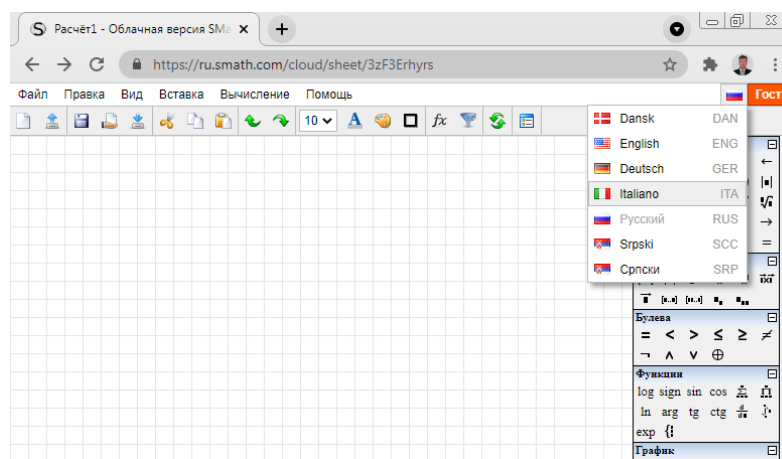 Расчёт1 - Облачная версия SMa
https://ru.smath.com/cloud/sheet/3zF3Erhyrs
Файл Правка Вид Вставка Вычисление Помощь Гост
10 A fx
Dansk DAN
English ENG
Deutsch GER
Italiano ITA
Русский RUS
Srpski SCC
Српски SRP
Булева
= < > ≤ ≥ ≠
¬ ∧ ∨ ⊕
Функции
log sign sin cos
ln arg tg ctg
exp
График